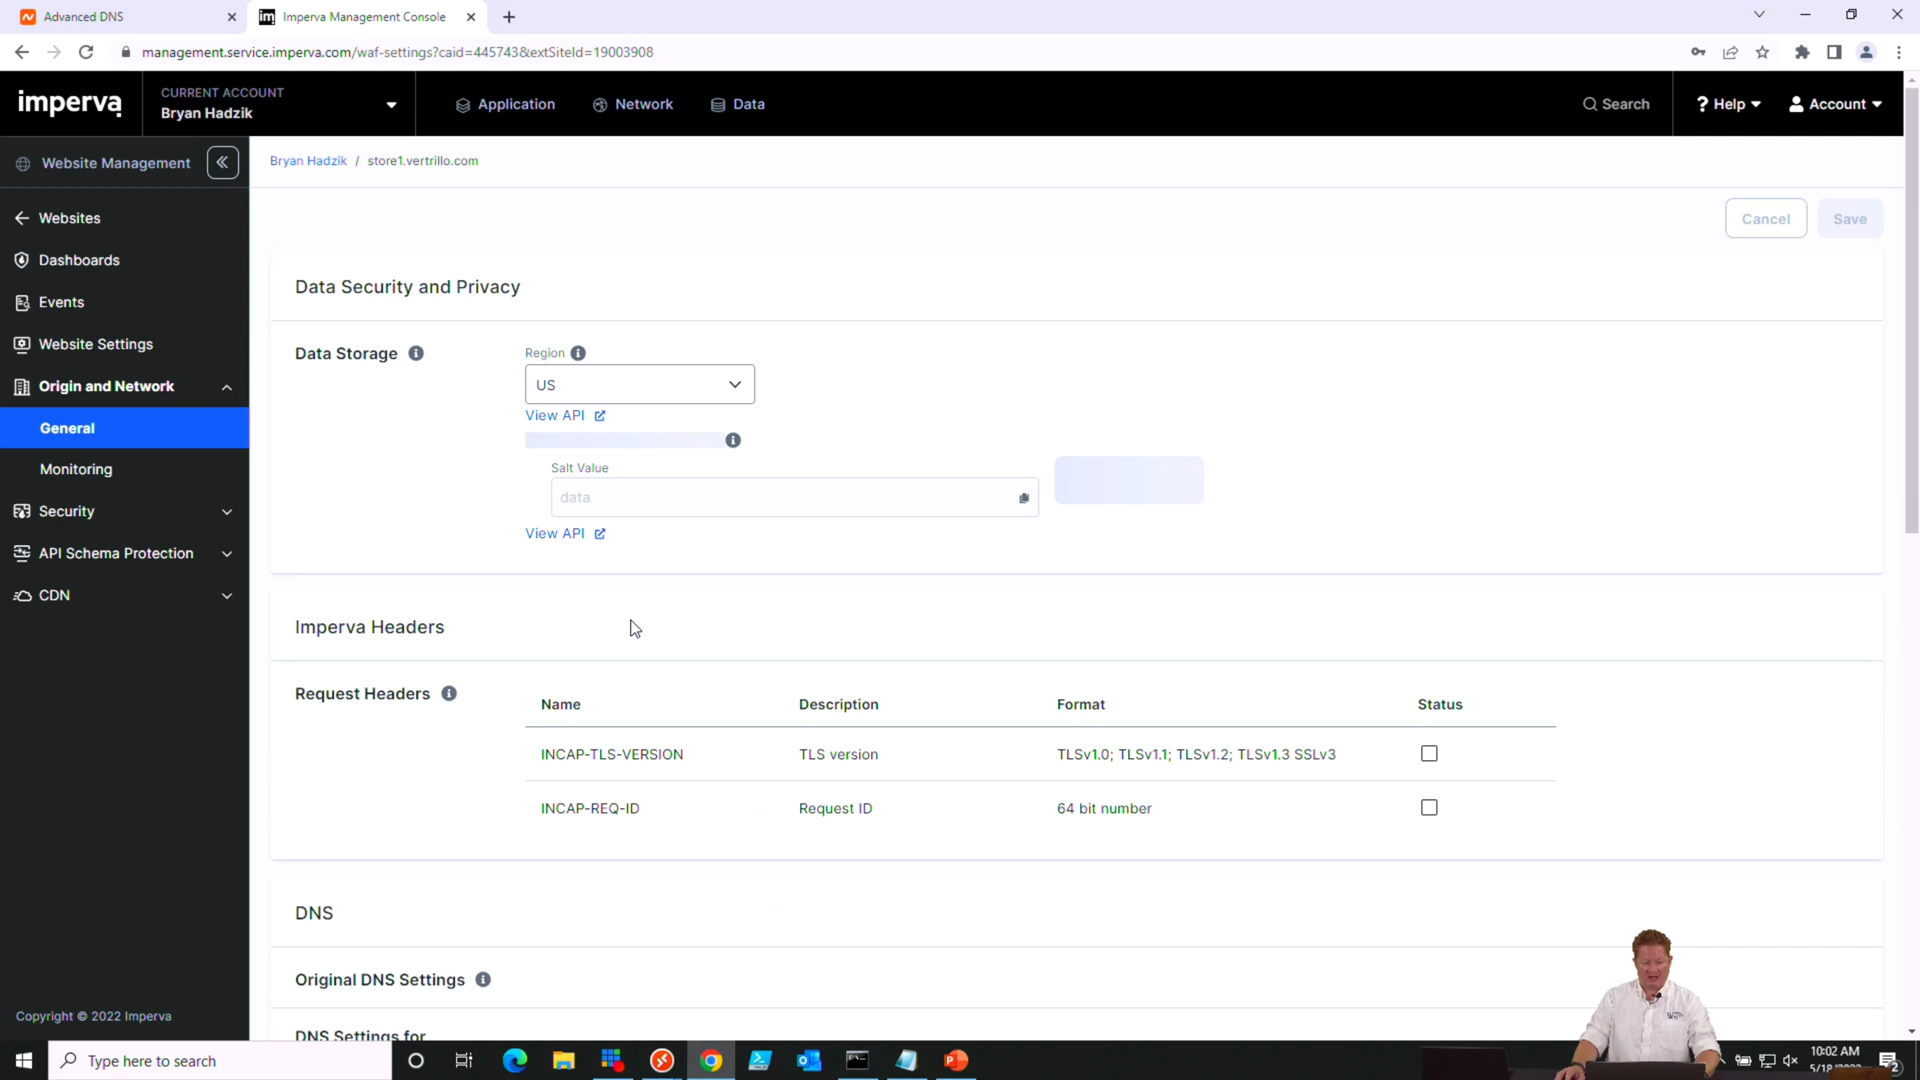 Advanced DNS
Imperva Management Console
management.service.imperva.com/waf-settings?caid=445743&extSiteId=19003908
imperva
CURRENT ACCOUNT
Bryan Hadzik
Application
Network
Data
Search
? Help
Account
Website Management
Bryan Hadzik / store1.vertrillo.com
Websites
Dashboards
Events
Website Settings
Origin and Network
General
Monitoring
Security
API Schema Protection
CDN
Copyright © 2022 Imperva
Cancel
Save
Data Security and Privacy
Data Storage
Region
US
View API
Salt Value
data
View API
Imperva Headers
Request Headers
Name Description Format Status
INCAP-TLS-VERSION TLS version TLSv1.0; TLSv1.1; TLSv1.2; TLSv1.3 SSLv3
INCAP-REQ-ID Request ID 64 bit number
DNS
Original DNS Settings
DNS Settings for
Type here to search
10:02 AM